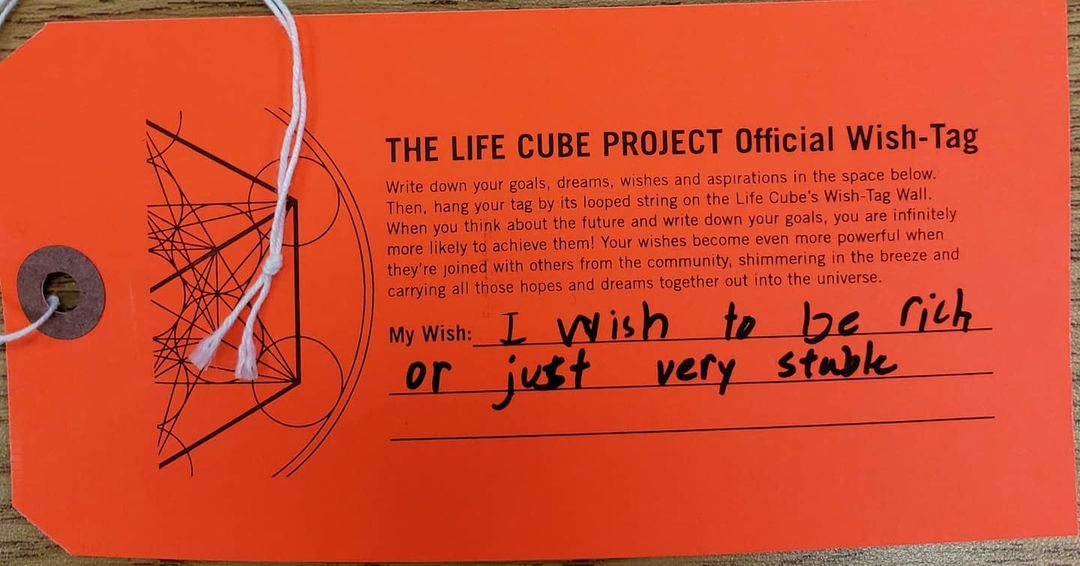 THE LIFE CUBE PROJECT Official Wish-Tag
Write down your goals, dreams, wishes and aspirations in the space below.
Then, hang your tag by its looped string on the Life Cube's Wish-Tag Wall.
When you think about the future and write down your goals, you are infinitely
more likely to achieve them! Your wishes become even more powerful when
they're joined with others from the community, shimmering in the breeze and
carrying all those hopes and dreams together out into the universe.
My Wish: I wish to be rich
or just very stable